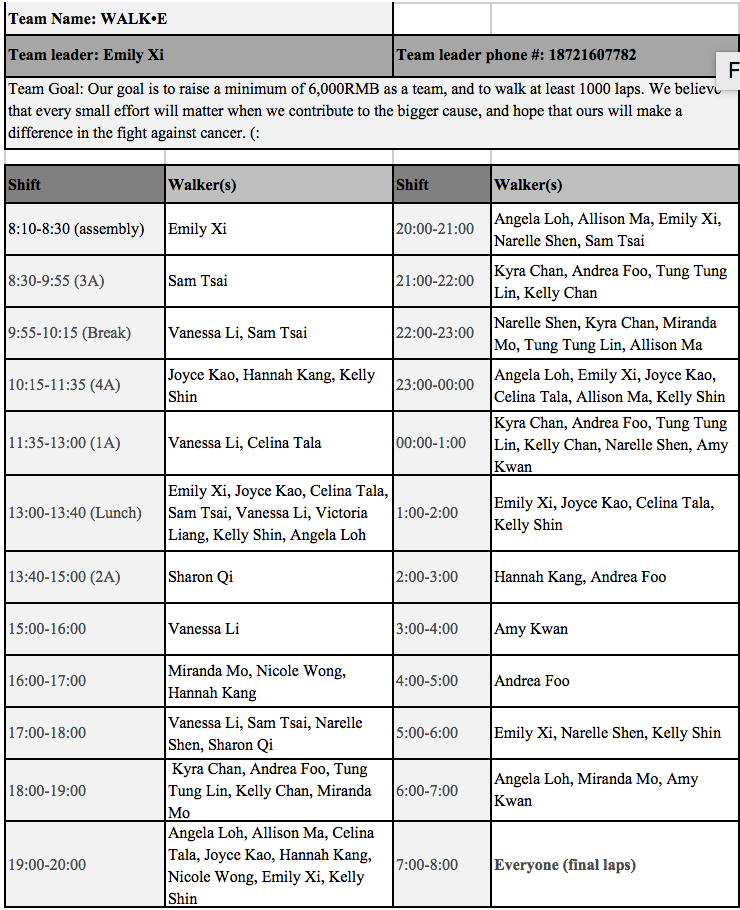 Team Name: WALK•E
Team leader: Emily Xi
Team leader phone #: 18721607782
F
Team Goal: Our goal is to raise a minimum of 6,000RMB as a team, and to walk at least 1000 laps. We believe
that every small effort will matter when we contribute to the bigger cause, and hope that ours will make a
difference in the fight against cancer. (:
Shift
Walker(s)
Shift
Walker(s)
8:10-8:30 (assembly)
Emily Xi
20:00-21:00
Angela Loh, Allison Ma, Emily Xi,
Narelle Shen, Sam Tsai
8:30-9:55 (3A)
Sam Tsai
21:00-22:00
Kyra Chan, Andrea Foo, Tung Tung
Lin, Kelly Chan
9:55-10:15 (Break)
Vanessa Li, Sam Tsai
22:00-23:00
Narelle Shen, Kyra Chan, Miranda
Mo, Tung Tung Lin, Allison Ma
10:15-11:35 (4A)
Joyce Kao, Hannah Kang, Kelly
Shin
23:00-00:00
Angela Loh, Emily Xi, Joyce Kao,
Celina Tala, Allison Ma, Kelly Shin
11:35-13:00 (1A)
Vanessa Li, Celina Tala
00:00-1:00
Kyra Chan, Andrea Foo, Tung Tung
Lin, Kelly Chan, Narelle Shen, Amy
Kwan
13:00-13:40 (Lunch)
Emily Xi, Joyce Kao, Celina Tala,
Sam Tsai, Vanessa Li, Victoria
Liang, Kelly Shin, Angela Loh
1:00-2:00
Emily Xi, Joyce Kao, Celina Tala,
Kelly Shin
13:40-15:00 (2A)
Sharon Qi
2:00-3:00
Hannah Kang, Andrea Foo
15:00-16:00
Vanessa Li
3:00-4:00
Amy Kwan
16:00-17:00
Miranda Mo, Nicole Wong,
Hannah Kang
4:00-5:00
Andrea Foo
17:00-18:00
Vanessa Li, Sam Tsai, Narelle
Shen, Sharon Qi
5:00-6:00
Emily Xi, Narelle Shen, Kelly Shin
18:00-19:00
Kyra Chan, Andrea Foo, Tung
Tung Lin, Kelly Chan, Miranda
Mo
6:00-7:00
Angela Loh, Miranda Mo, Amy
Kwan
19:00-20:00
Angela Loh, Allison Ma, Celina
Tala, Joyce Kao, Hannah Kang,
Nicole Wong, Emily Xi, Kelly
Shin
7:00-8:00
Everyone (final laps)